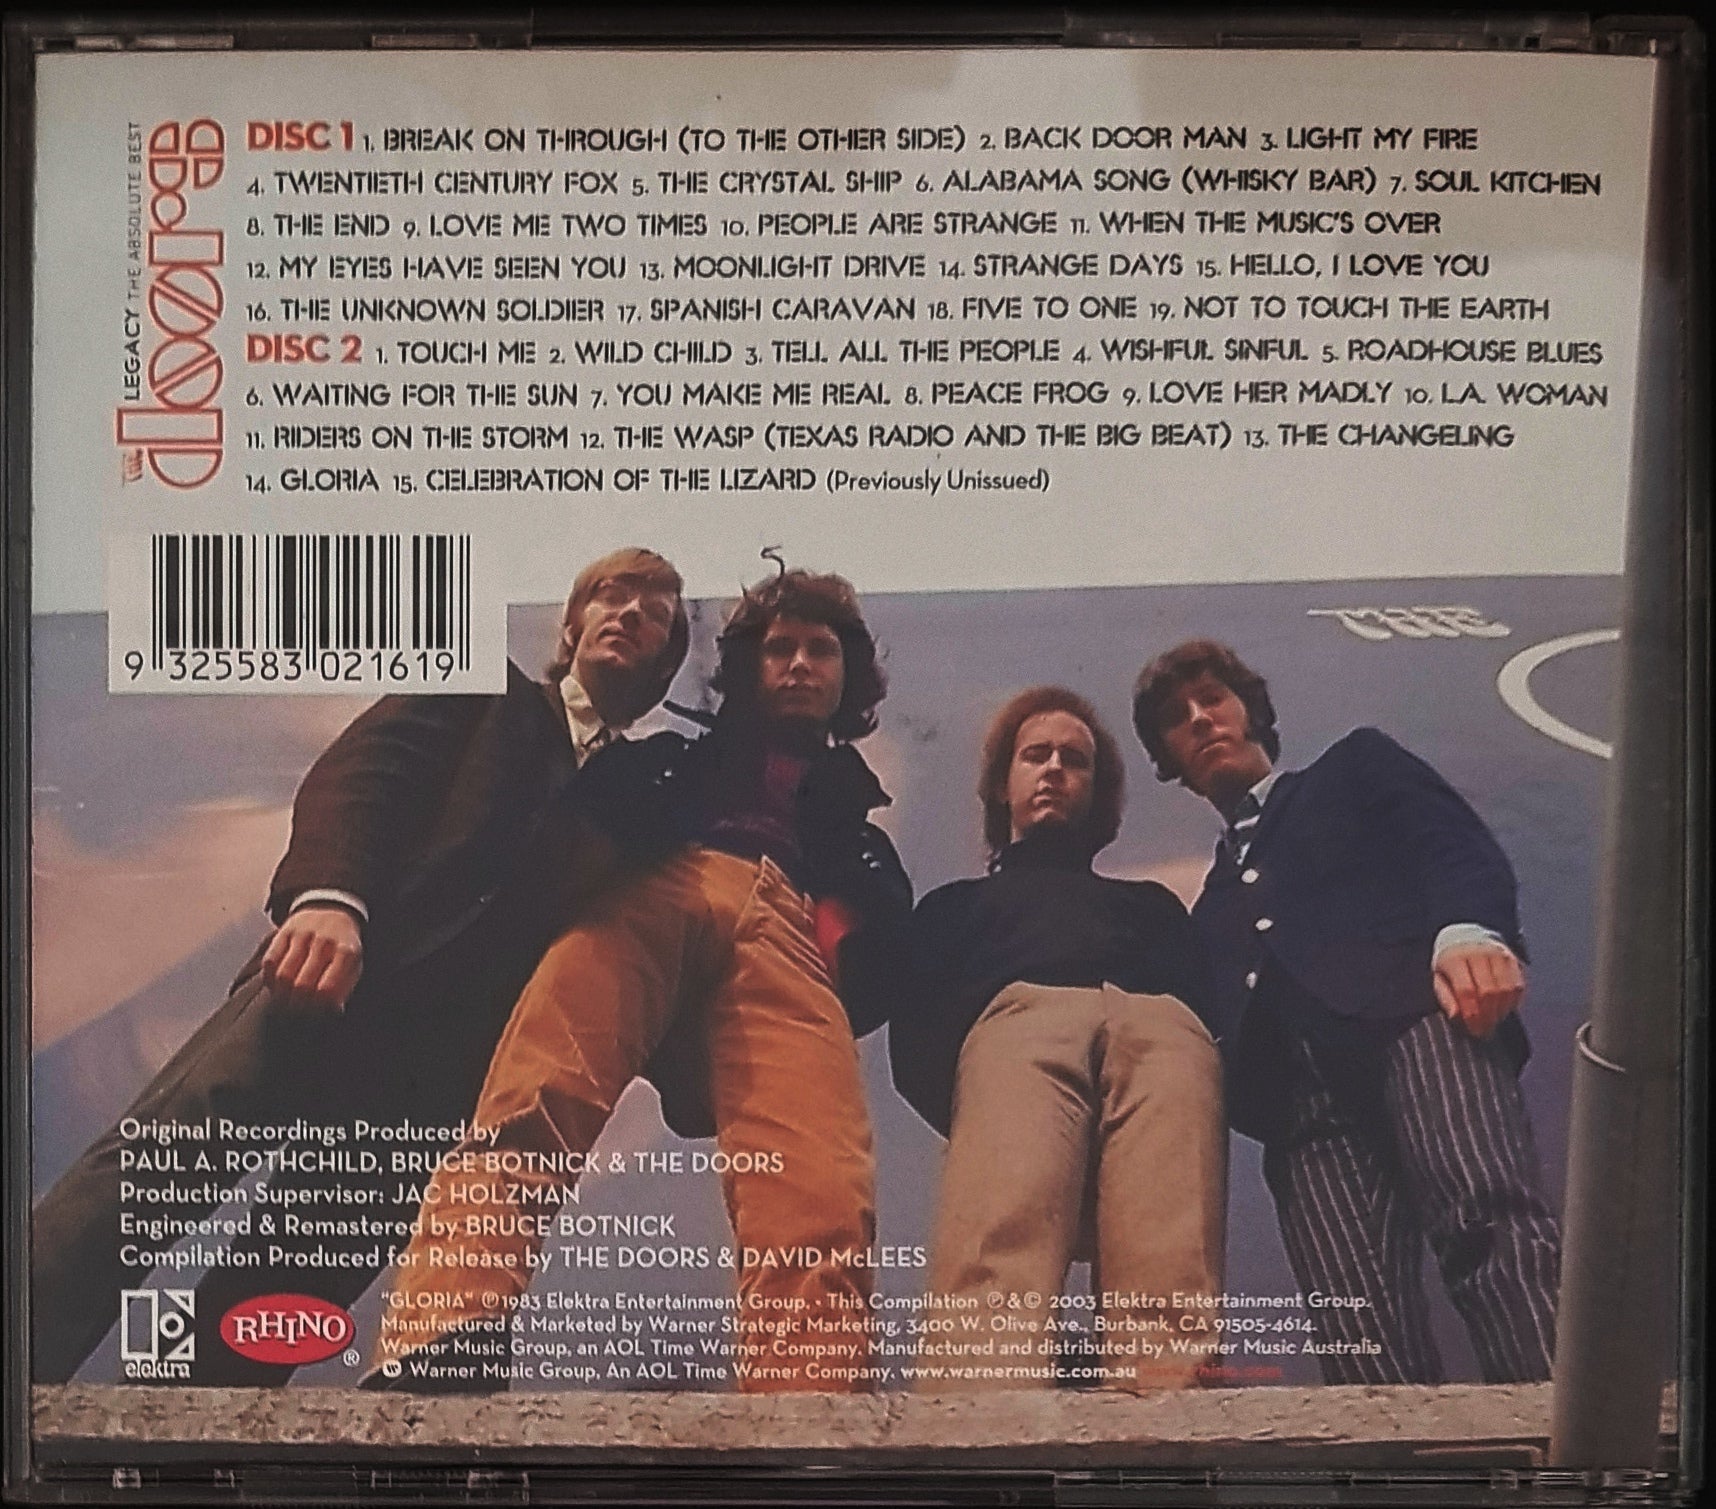 LEGACY THE ABSOLUTE BEST
THE doors
DISC 1 1. BREAK ON THROUGH (TO THE OTHER SIDE) 2. BACK DOOR MAN 3. LIGHT MY FIRE
4. TWENTIETH CENTURY FOX 5. THE CRYSTAL SHIP 6. ALABAMA SONG (WHISKY BAR) 7. SOUL KITCHEN
8. THE END 9. LOVE ME TWO TIMES 10. PEOPLE ARE STRANGE 11. WHEN THE MUSIC'S OVER
12. MY EYES HAVE SEEN YOU 13. MOONLIGHT DRIVE 14. STRANGE DAYS 15. HELLO, I LOVE YOU
16. THE UNKNOWN SOLDIER 17. SPANISH CARAVAN 18. FIVE TO ONE 19. NOT TO TOUCH THE EARTH
DISC 2 1. TOUCH ME 2. WILD CHILD 3. TELL ALL THE PEOPLE 4. WISHFUL SINFUL 5. ROADHOUSE BLUES
6. WAITING FOR THE SUN 7. YOU MAKE ME REAL 8. PEACE FROG 9. LOVE HER MADLY 10. L.A. WOMAN
11. RIDERS ON THE STORM 12. THE WASP (TEXAS RADIO AND THE BIG BEAT) 13. THE CHANGELING
14. GLORIA 15. CELEBRATION OF THE LIZARD (Previously Unissued)
9 325583 021619
Original Recordings Produced by
PAUL A. ROTHCHILD, BRUCE BOTNICK & THE DOORS
Production Supervisor: JAC HOLZMAN
Engineered & Remastered by BRUCE BOTNICK
Compilation Produced for Release by THE DOORS & DAVID McLEES
elektra
RHINO ®
"GLORIA" ℗1983 Elektra Entertainment Group. • This Compilation ℗&© 2003 Elektra Entertainment Group.
Manufactured & Marketed by Warner Strategic Marketing, 3400 W. Olive Ave., Burbank, CA 91505-4614.
Warner Music Group, an AOL Time Warner Company. Manufactured and distributed by Warner Music Australia
Warner Music Group, An AOL Time Warner Company. www.warnermusic.com.au